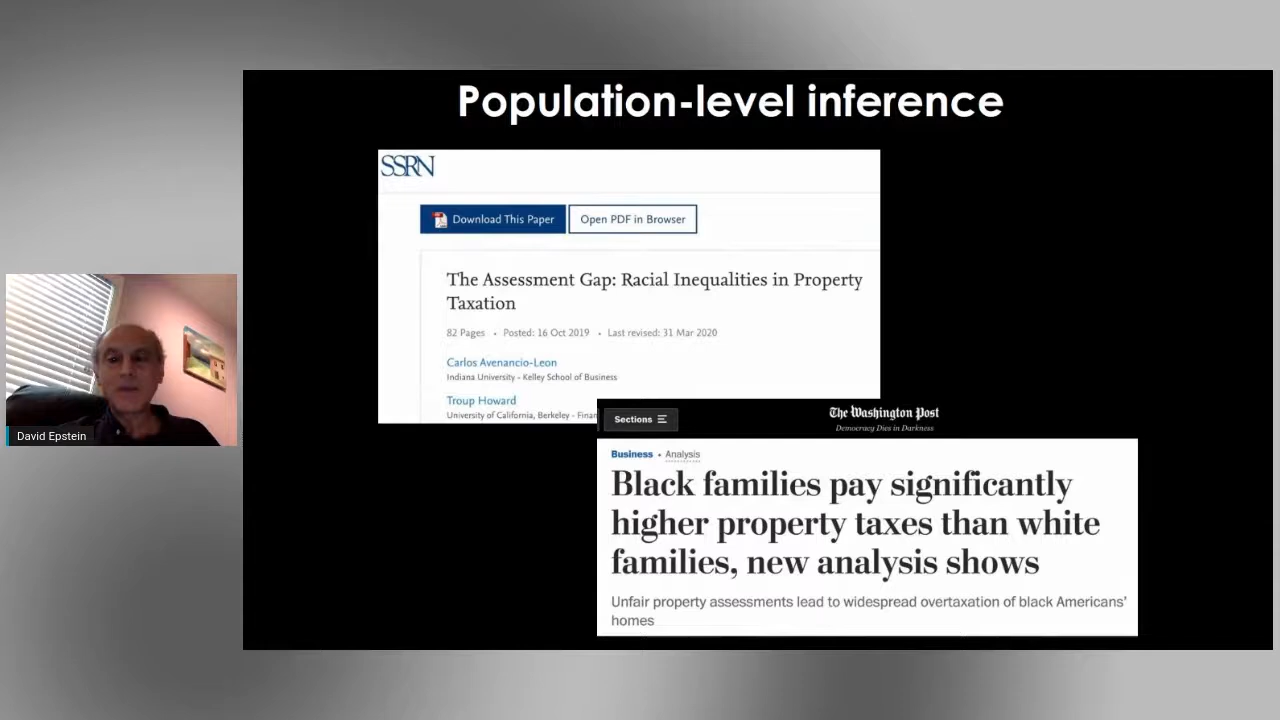 Population-level inference
SSRN
Download This Paper
Open PDF in Browser
The Assessment Gap: Racial Inequalities in Property
Taxation
82 Pages • Posted: 16 Oct 2019 • Last revised: 31 Mar 2020
Carlos Avenancio-Leon
Indiana University - Kelley School of Business
Troup Howard
University of California, Berkeley - Finan
Sections
The Washington Post
Democracy Dies in Darkness
Business • Analysis
Black families pay significantly
higher property taxes than white
families, new analysis shows
Unfair property assessments lead to widespread overtaxation of black Americans’
homes
David Epstein